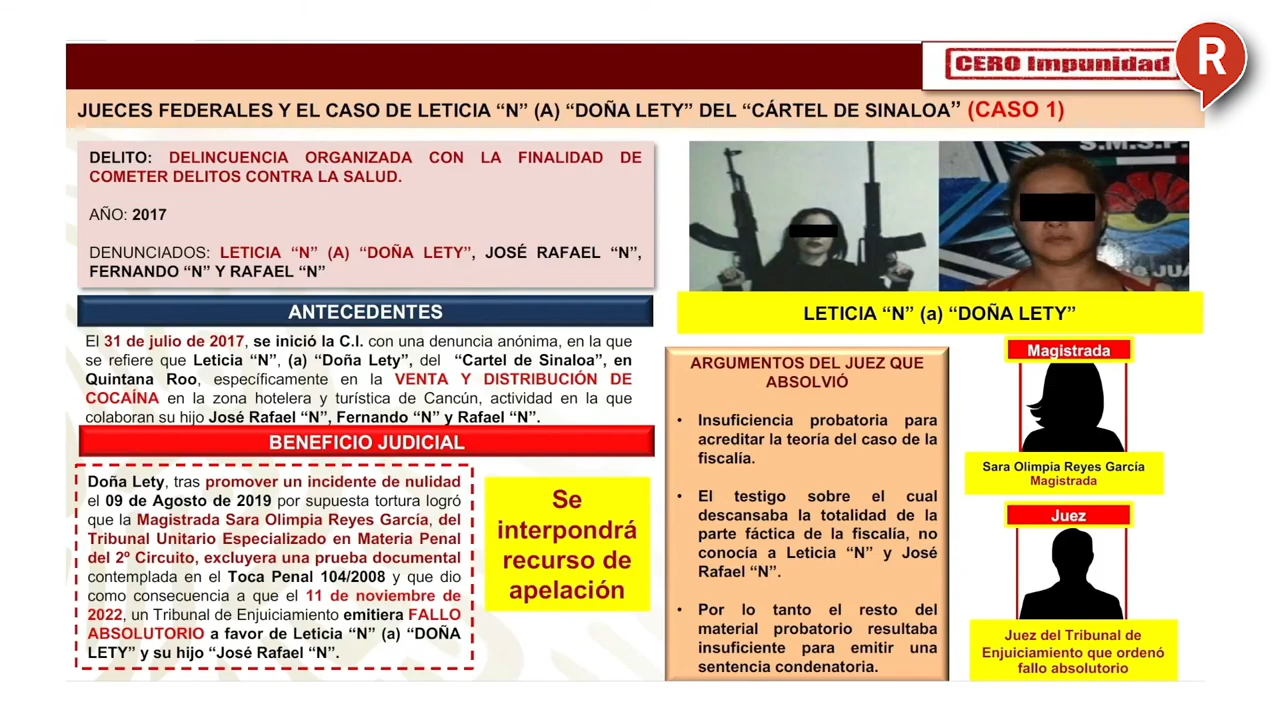 CERO Impunidad
R
JUECES FEDERALES Y EL CASO DE LETICIA “N” (A) “DOÑA LETY” DEL “CÁRTEL DE SINALOA” (CASO 1)
DELITO: DELINCUENCIA ORGANIZADA CON LA FINALIDAD DE
COMETER DELITOS CONTRA LA SALUD.
AÑO: 2017
DENUNCIADOS: LETICIA “N” (A) “DOÑA LETY”, JOSÉ RAFAEL “N”,
FERNANDO “N” Y RAFAEL “N”
ANTECEDENTES
El 31 de julio de 2017, se inició la C.I. con una denuncia anónima, en la que
se refiere que Leticia “N”, (a) “Doña Lety”, del “Cartel de Sinaloa”, en
Quintana Roo, específicamente en la VENTA Y DISTRIBUCIÓN DE
COCAÍNA en la zona hotelera y turística de Cancún, actividad en la que
colaboran su hijo José Rafael “N”, Fernando “N” y Rafael “N”.
BENEFICIO JUDICIAL
Doña Lety, tras promover un incidente de nulidad
el 09 de Agosto de 2019 por supuesta tortura logró
que la Magistrada Sara Olimpia Reyes García, del
Tribunal Unitario Especializado en Materia Penal
del 2º Circuito, excluyera una prueba documental
contemplada en el Toca Penal 104/2008 y que dio
como consecuencia a que el 11 de noviembre de
2022, un Tribunal de Enjuiciamiento emitiera FALLO
ABSOLUTORIO a favor de Leticia “N” (a) “DOÑA
LETY” y su hijo “José Rafael “N”.
Se
interpondrá
recurso de
apelación
S.M.S.P.
JU
LETICIA “N” (a) “DOÑA LETY”
ARGUMENTOS DEL JUEZ QUE
ABSOLVIÓ
• Insuficiencia probatoria para
acreditar la teoría del caso de la
fiscalía.
• El testigo sobre el cual
descansaba la totalidad de la
parte fáctica de la fiscalía, no
conocía a Leticia “N” y José
Rafael “N”.
• Por lo tanto el resto del
material probatorio resultaba
insuficiente para emitir una
sentencia condenatoria.
Magistrada
Sara Olimpia Reyes García
Magistrada
Juez
Juez del Tribunal de
Enjuiciamiento que ordenó
fallo absolutorio